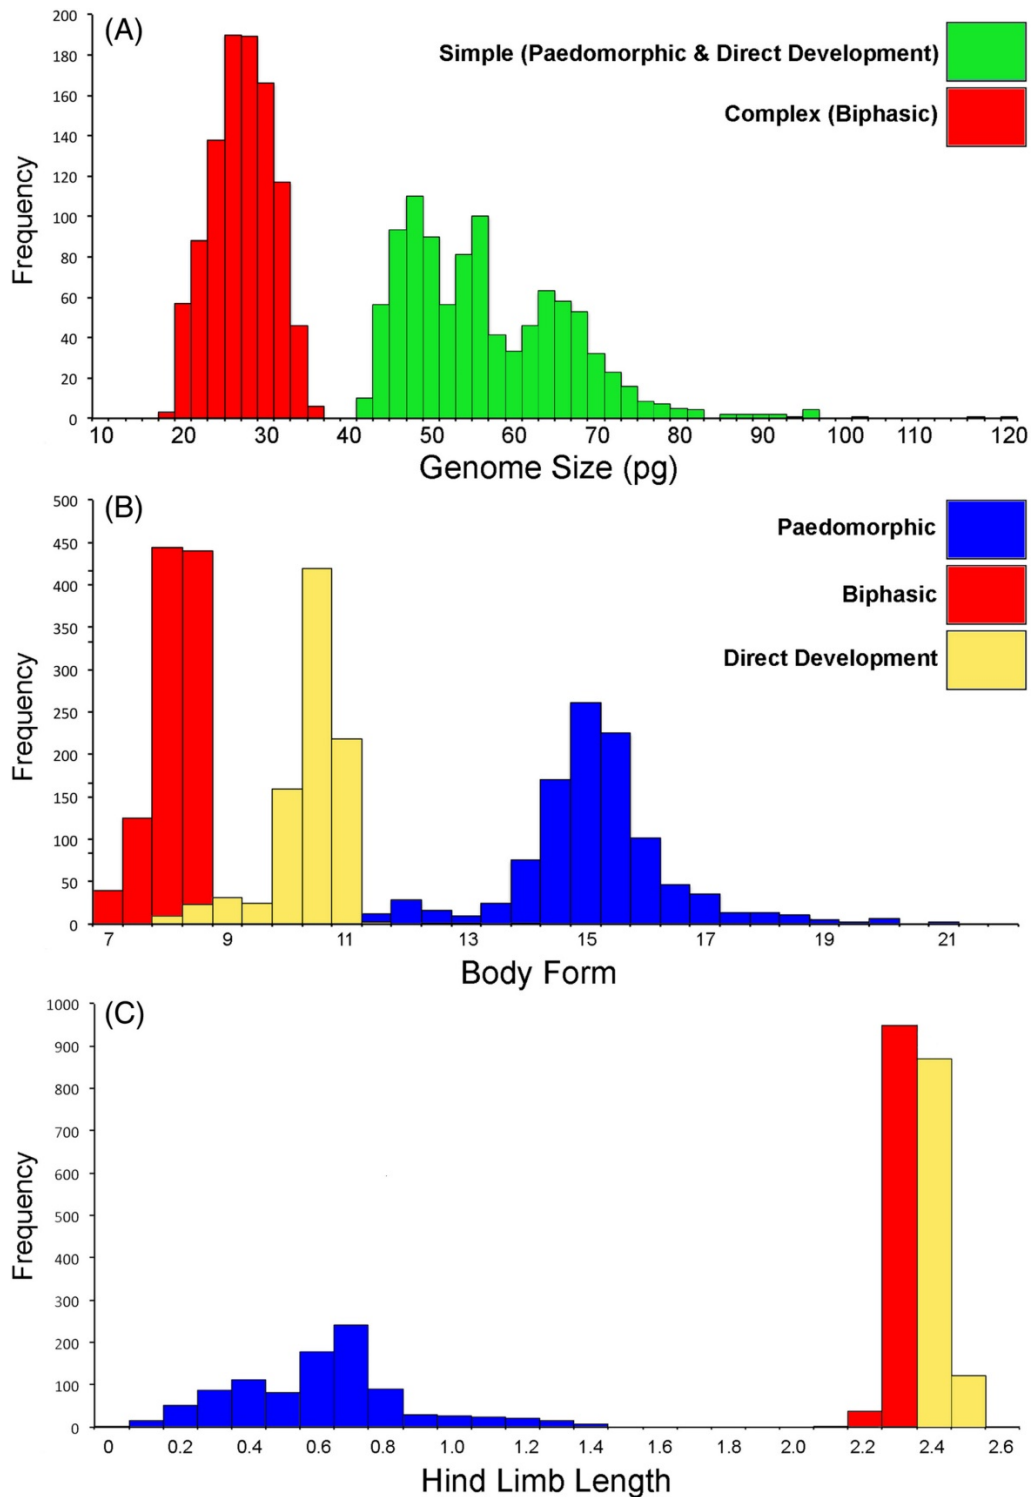 (A)
Simple (Paedomorphic & Direct Development)
Complex (Biphasic)
200
180
160
140
120
100
80
60
40
20
0
Frequency
10 20 30 40 50 60 70 80 90 100 110 120
Genome Size (pg)
(B)
Paedomorphic
Biphasic
Direct Development
500
450
400
350
300
250
200
150
100
50
0
Frequency
7 9 11 13 15 17 19 21
Body Form
(C)
1000
900
800
700
600
500
400
300
200
100
0
Frequency
0 0.2 0.4 0.6 0.8 1.0 1.2 1.4 1.6 1.8 2.0 2.2 2.4 2.6
Hind Limb Length